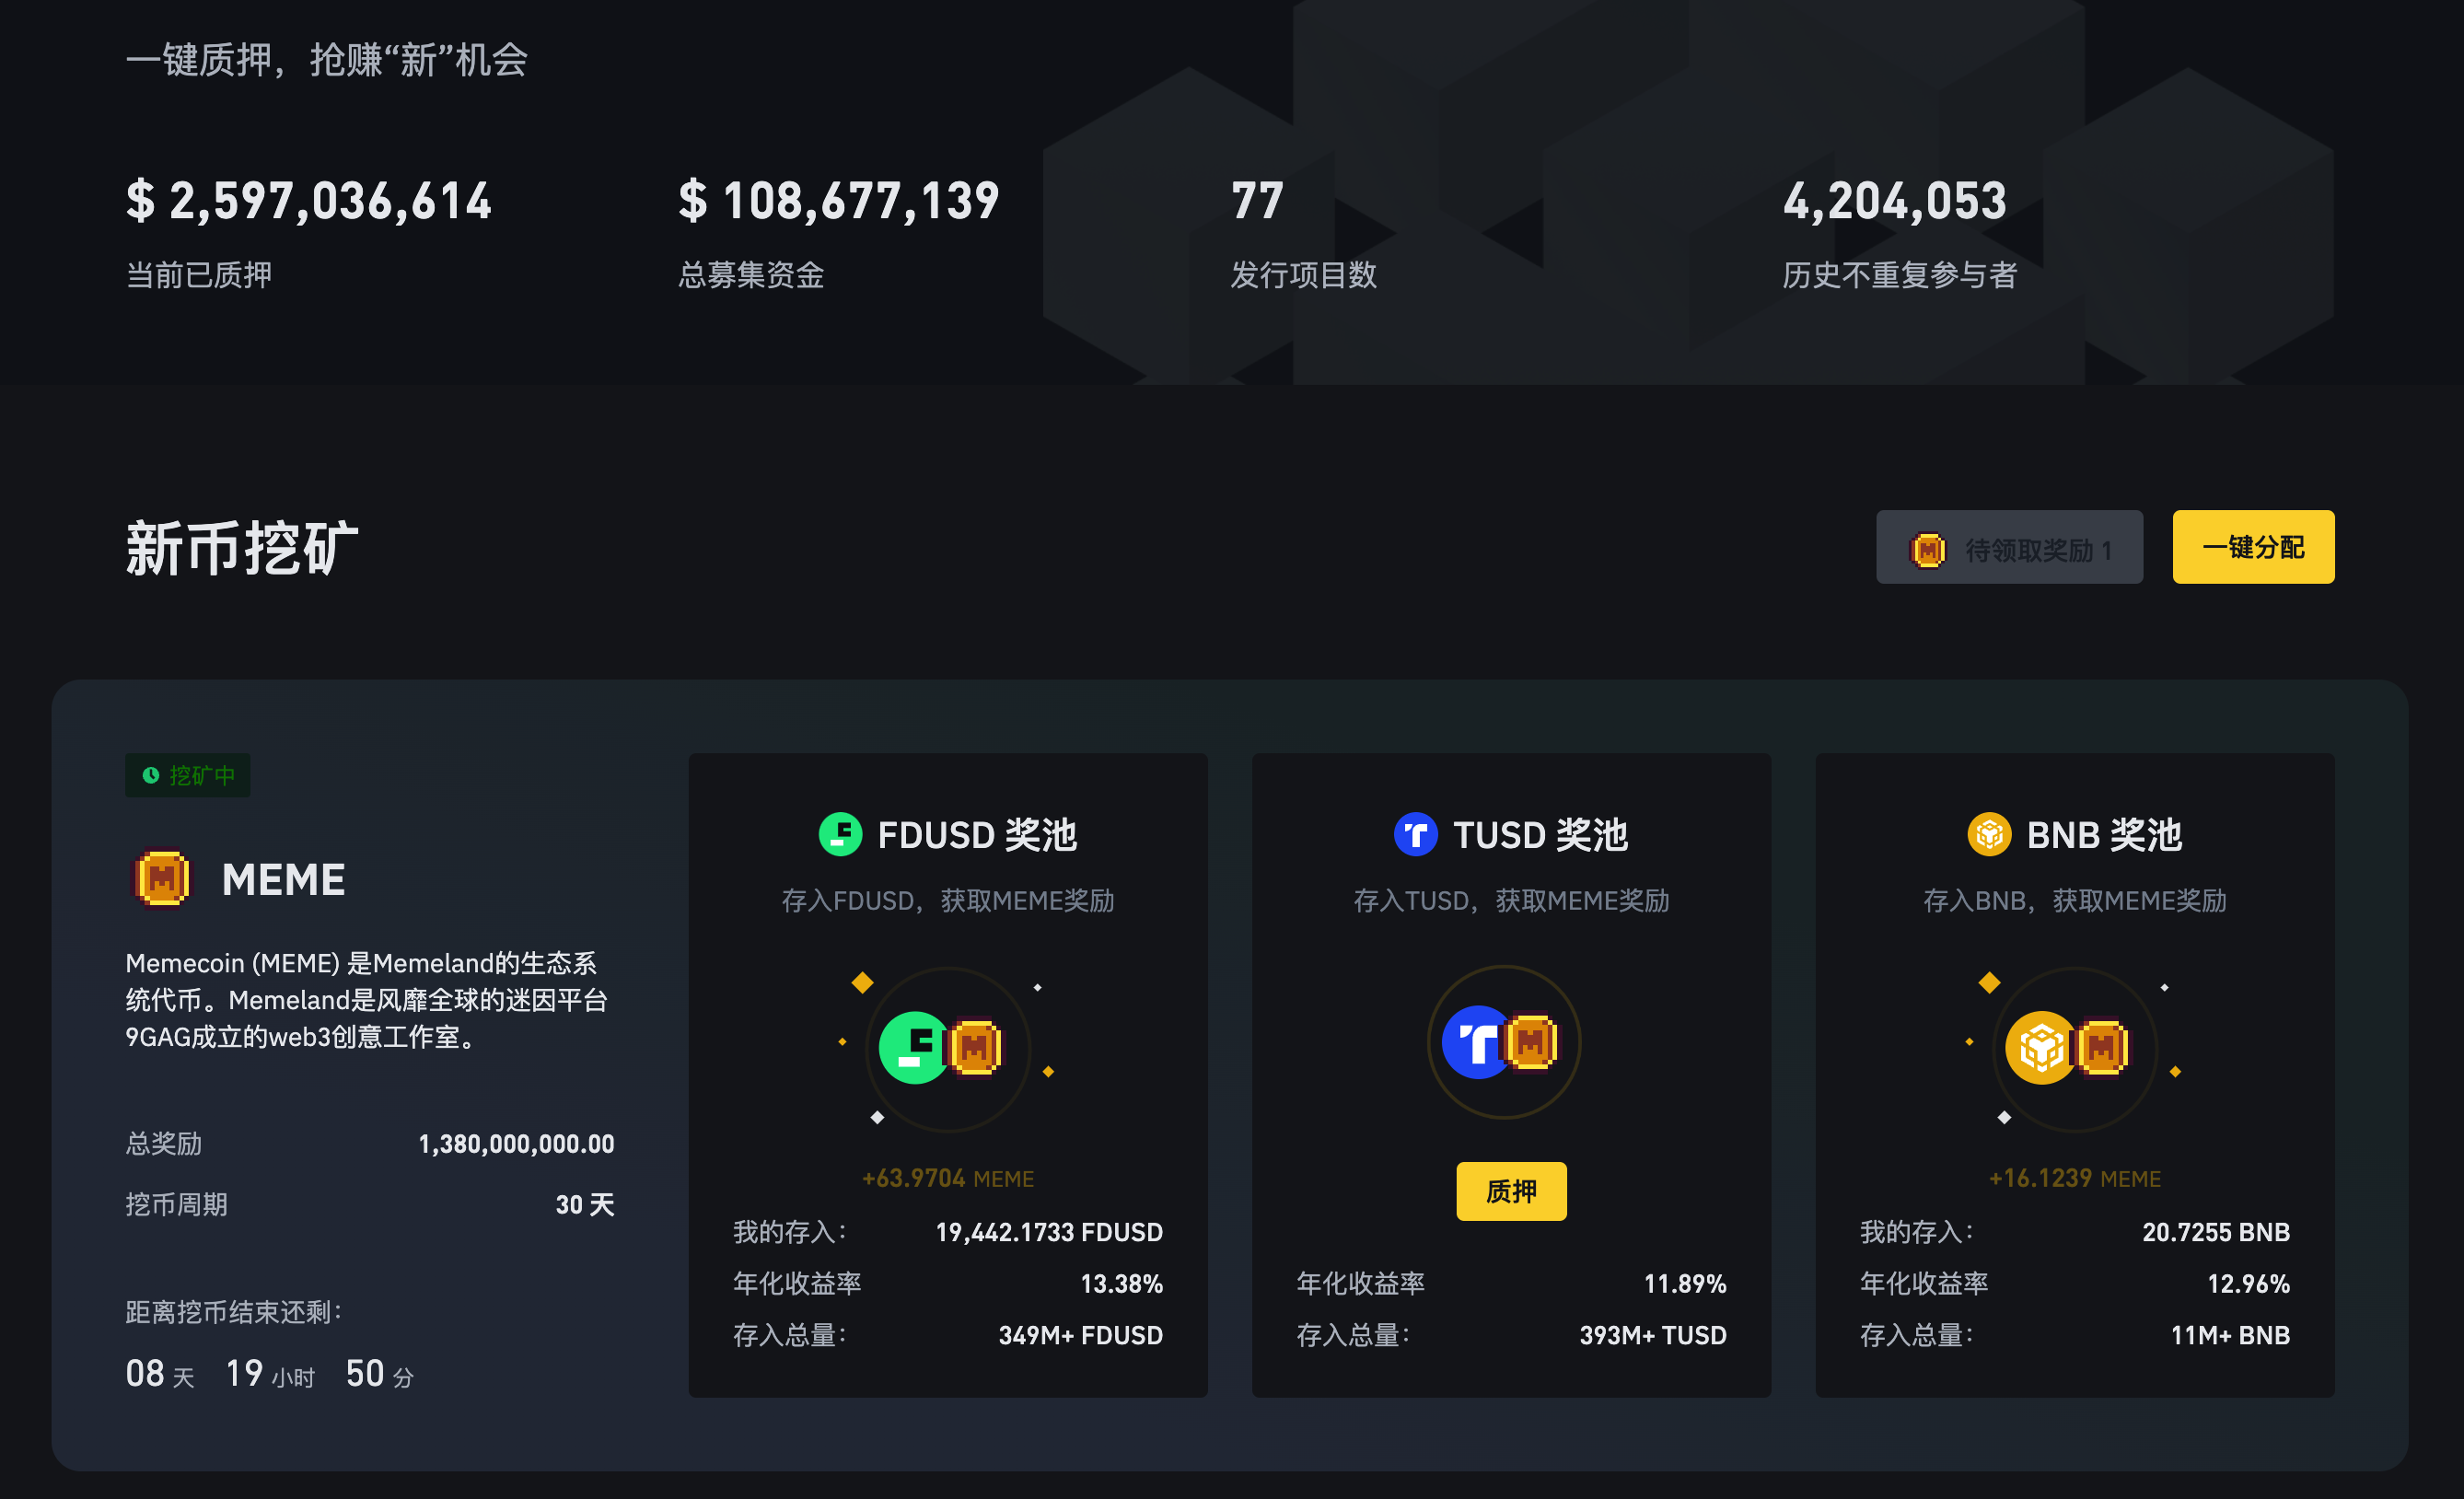 一键质押，抢赚“新”机会
$ 2,597,036,614
当前已质押
$ 108,677,139
总募集资金
77
发行项目数
4,204,053
历史不重复参与者
新币挖矿
待领取奖励 1
一键分配
挖矿中
MEME
Memecoin (MEME) 是Memeland的生态系
统代币。Memeland是风靡全球的迷因平台
9GAG成立的web3创意工作室。
总奖励 1,380,000,000.00
挖币周期 30 天
距离挖币结束还剩：
08 天 19 小时 50 分
FDUSD 奖池
存入FDUSD，获取MEME奖励
+63.9704 MEME
我的存入： 19,442.1733 FDUSD
年化收益率 13.38%
存入总量： 349M+ FDUSD
TUSD 奖池
存入TUSD，获取MEME奖励
质押
年化收益率 11.89%
存入总量： 393M+ TUSD
BNB 奖池
存入BNB，获取MEME奖励
+16.1239 MEME
我的存入： 20.7255 BNB
年化收益率 12.96%
存入总量： 11M+ BNB